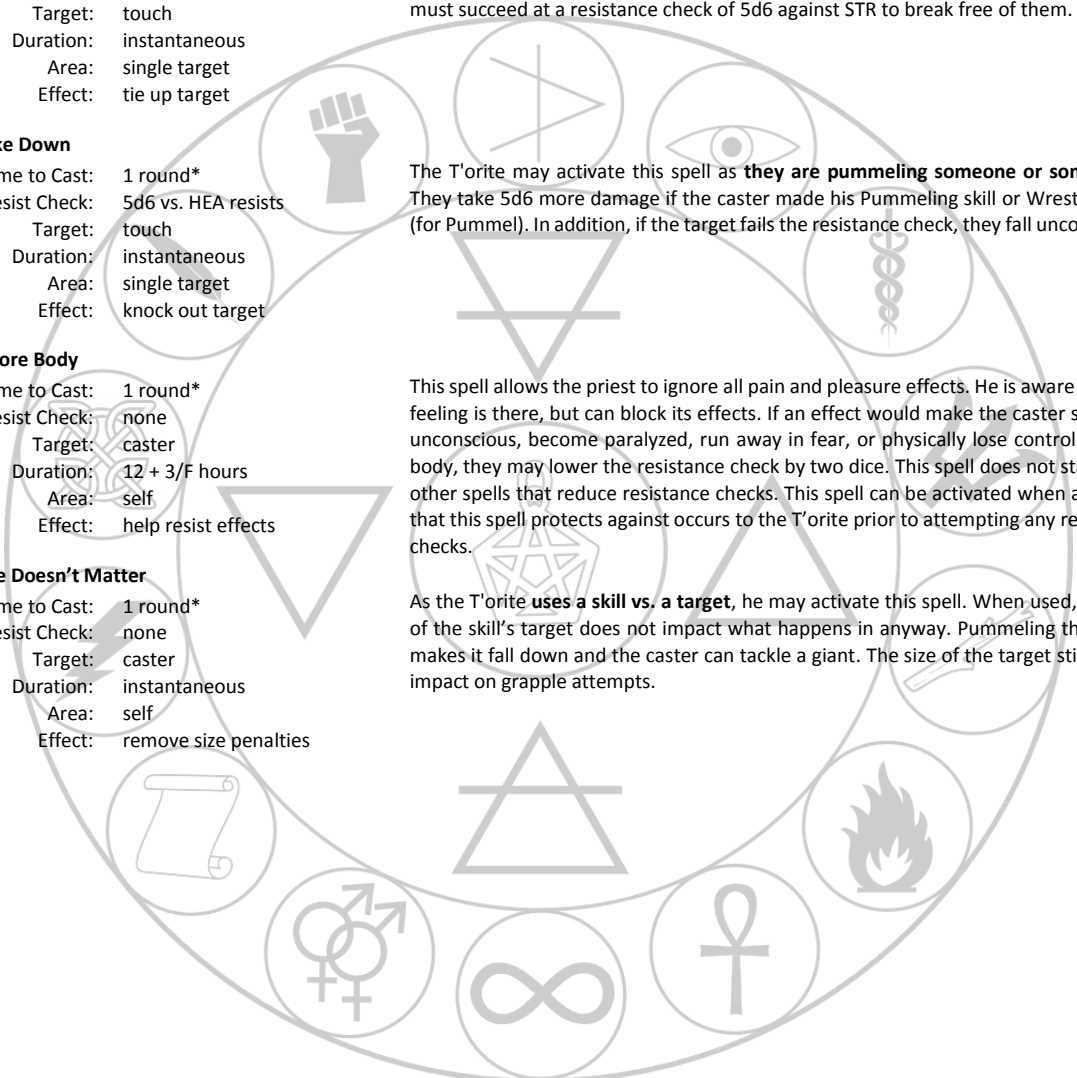 Target: touch
must succeed at a resistance check of 5d6 against STR to break free of them.
Duration: instantaneous
Area: single target
Effect: tie up target
Down
to Cast: 1 round*
Check: 5d6 vs. HEA resists
Target: touch
Duration: instantaneous
Area: single target
Effect: knock out target
The T'orite may activate this spell as they are pummeling someone or
They take 5d6 more damage if the caster made his Pummeling skill or
(for Pummel). In addition, if the target fails the resistance check, they fall
Body
to Cast: 1 round*
Check: none
Target: caster
Duration: 12 + 3/F hours
Area: self
Effect: help resist effects
This spell allows the priest to ignore all pain and pleasure effects. He is aware
feeling is there, but can block its effects. If an effect would make the caster
unconscious, become paralyzed, run away in fear, or physically lose control
body, they may lower the resistance check by two dice. This spell does not
other spells that reduce resistance checks. This spell can be activated when
that this spell protects against occurs to the T’orite prior to attempting any
checks.
Doesn’t Matter
to Cast: 1 round*
Check: none
Target: caster
Duration: instantaneous
Area: self
Effect: remove size penalties
As the T'orite uses a skill vs. a target, he may activate this spell. When used,
of the skill’s target does not impact what happens in anyway. Pummeling
makes it fall down and the caster can tackle a giant. The size of the target
impact on grapple attempts.